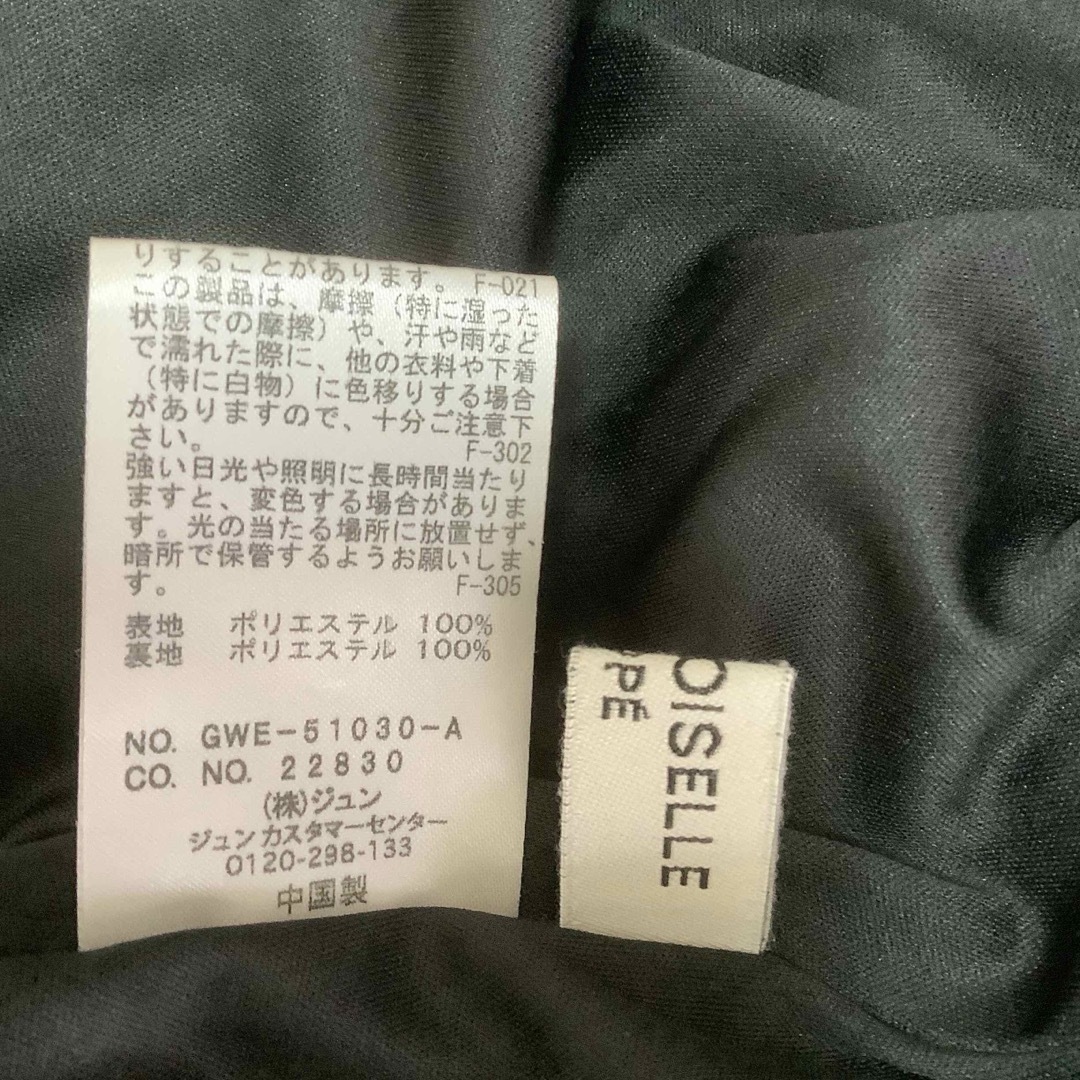 りすることがあります。 F-021
この製品は、摩擦（特に湿った
状態での摩擦）や、汗や雨など
で濡れた際に、他の衣料や下着
（特に白物）に色移りする場合
がありますので、十分ご注意下
さい。 F-302
強い日光や照明に長時間当たり
ますと、変色する場合がありま
す。光の当たる場所に放置せず、
暗所で保管するようお願いしま
す。 F-305
表地 ポリエステル 100%
裏地 ポリエステル 100%
NO. GWE-51030-A
CO. NO. 22830
(株)ジュン
ジュンカスタマーセンター
0120-298-133
中国製
OISELLE
PPÉ